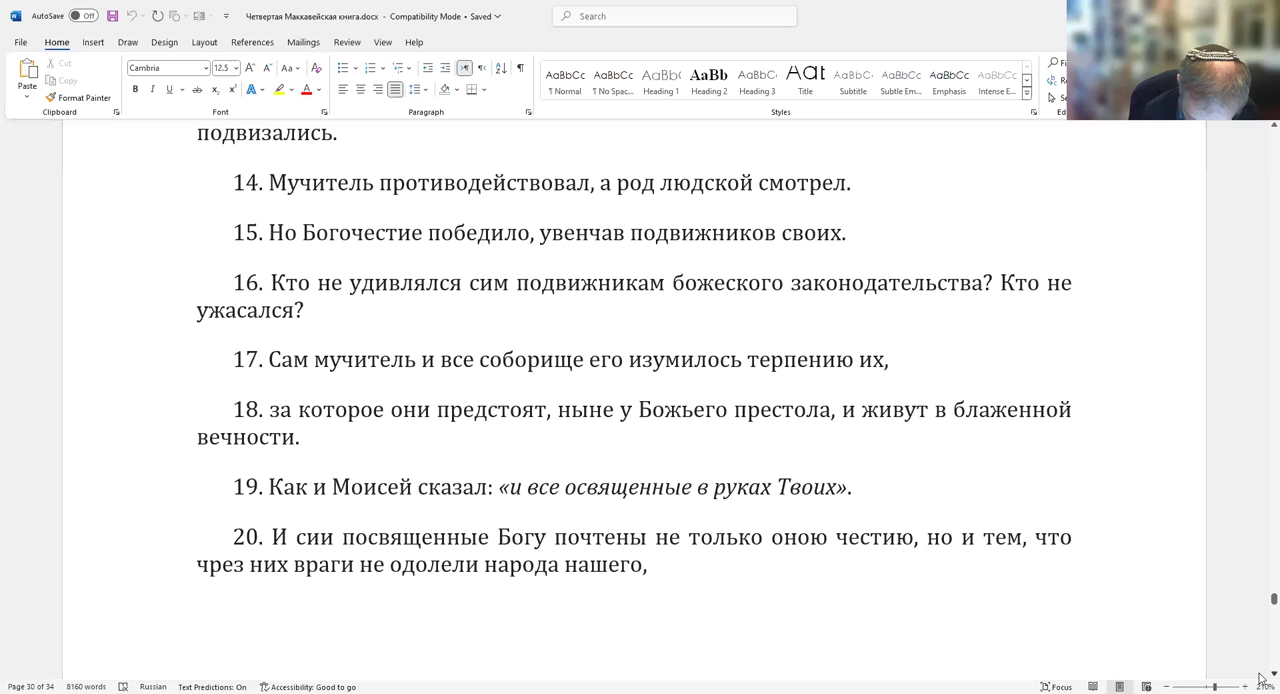 AutoSave Off Четвертая Маккавейская книга.docx - Compatibility Mode • Saved Search
File Home Insert Draw Design Layout References Mailings Review View Help
Paste Cut Copy Format Painter Clipboard
Cambria 12.5 Font
Paragraph
AaBbCc ¶ Normal AaBbCc ¶ No Spac... AaBbC Heading 1 AaBb Heading 2 AaBbC Heading 3 Aat Title AaBbCc Subtitle AaBbCc Subtle Em... AaBbCc Emphasis AaBbCc Intense E...
Styles
подвизались.
14. Мучитель противодействовал, а род людской смотрел.
15. Но Богочестие победило, увенчав подвижников своих.
16. Кто не удивлялся сим подвижникам божеского законодательства? Кто не
ужасался?
17. Сам мучитель и все соборище его изумилось терпению их,
18. за которое они предстоят, ныне у Божьего престола, и живут в блаженной
вечности.
19. Как и Моисей сказал: «и все освященные в руках Твоих».
20. И сии посвященные Богу почтены не только оною честию, но и тем, что
чрез них враги не одолели народа нашего,
Page 30 of 34 8160 words Russian Text Predictions: On Accessibility: Good to go Focus